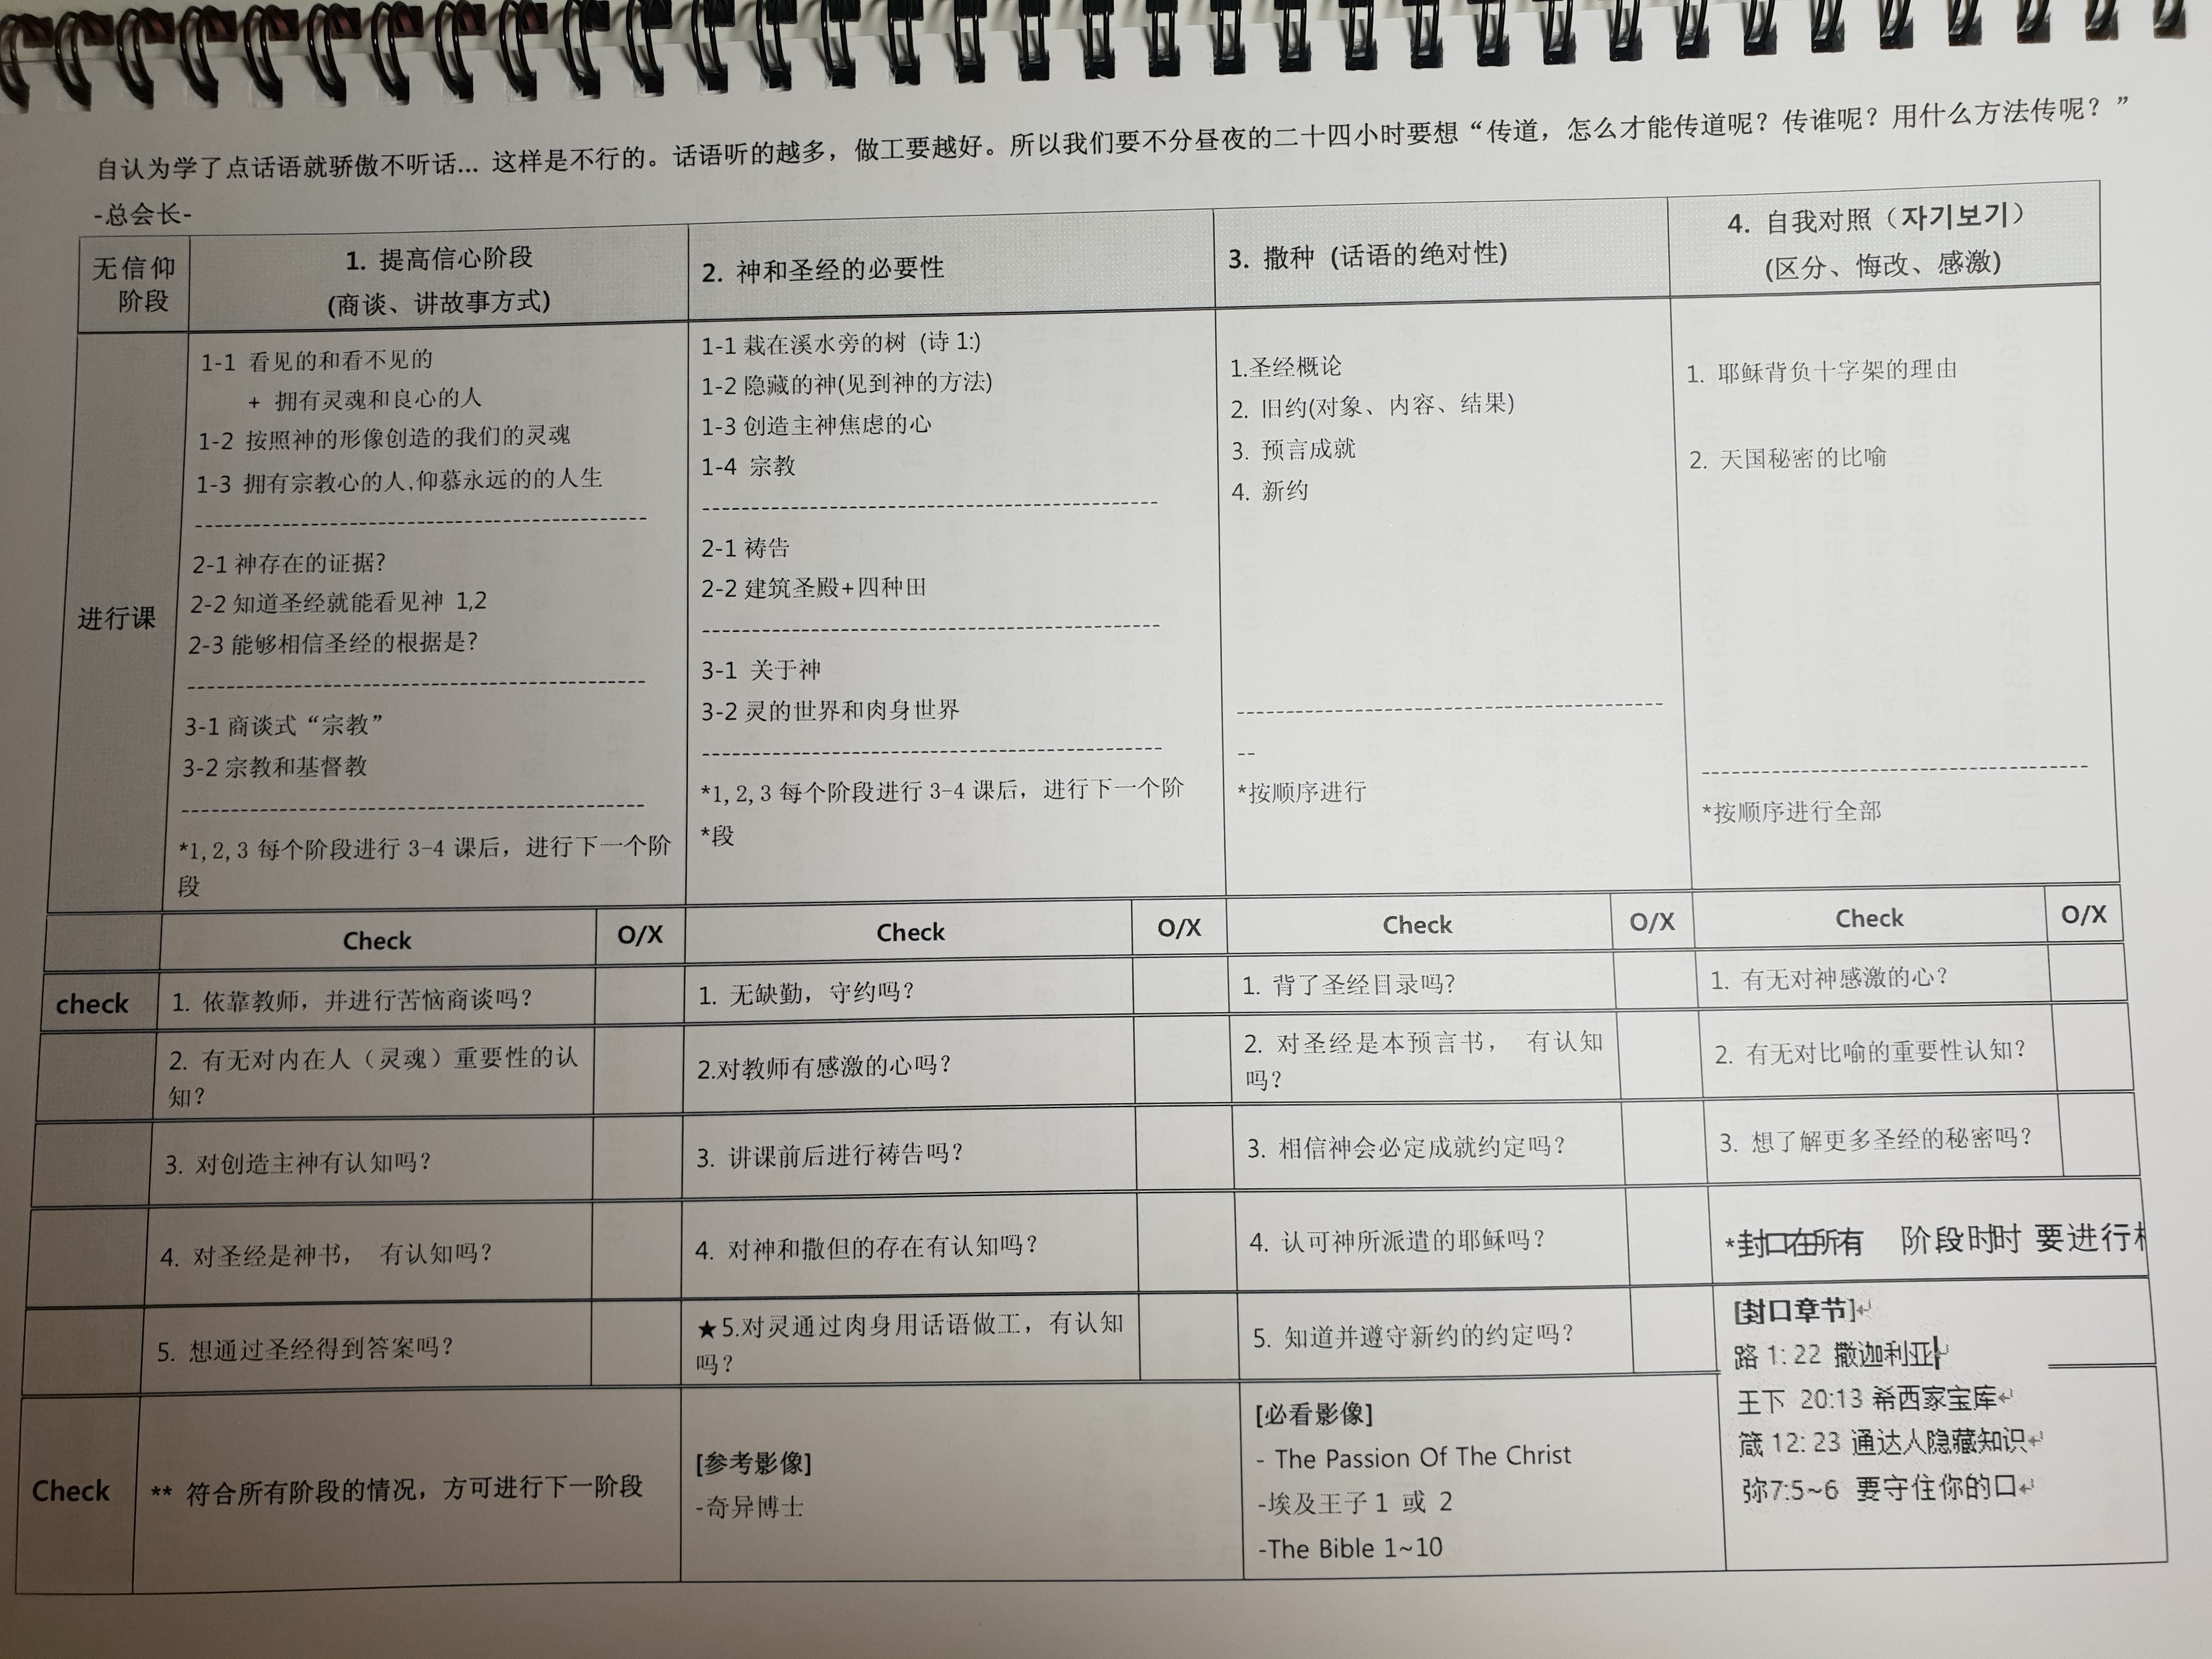 自认为学了点话语就骄傲不听话... 这样是不行的。话语听的越多，做工要越好。所以我们要不分昼夜的二十四小时要想“传道，怎么才能传道呢？传谁呢？用什么方法传呢？”
-总会长-
无信仰
阶段
1. 提高信心阶段
(商谈、讲故事方式)
2. 神和圣经的必要性
3. 撒种 (话语的绝对性)
4. 自我对照（자기보기）
(区分、悔改、感激)
进行课
1-1 看见的和看不见的
+ 拥有灵魂和良心的人
1-2 按照神的形像创造的我们的灵魂
1-3 拥有宗教心的人,仰慕永远的的人生
----------------------------------------------
2-1 神存在的证据?
2-2 知道圣经就能看见神 1,2
2-3 能够相信圣经的根据是?
----------------------------------------------
3-1 商谈式“宗教”
3-2 宗教和基督教
----------------------------------------------
*1,2,3 每个阶段进行 3-4 课后，进行下一个阶
段
1-1 栽在溪水旁的树 (诗 1:)
1-2 隐藏的神(见到神的方法)
1-3 创造主神焦虑的心
1-4 宗教
----------------------------------------------
2-1 祷告
2-2 建筑圣殿+四种田
----------------------------------------------
3-1 关于神
3-2 灵的世界和肉身世界
----------------------------------------------
*1,2,3 每个阶段进行 3-4 课后，进行下一个阶
*段
1.圣经概论
2. 旧约(对象、内容、结果)
3. 预言成就
4. 新约
-------------------------------------------
--
*按顺序进行
1. 耶稣背负十字架的理由
2. 天国秘密的比喻
---------------------------------------
*按顺序进行全部
Check
O/X
Check
O/X
Check
O/X
Check
O/X
check
1. 依靠教师，并进行苦恼商谈吗?
1. 无缺勤，守约吗?
1. 背了圣经目录吗?
1. 有无对神感激的心?
2. 有无对内在人（灵魂）重要性的认
知?
2.对教师有感激的心吗?
2. 对圣经是本预言书， 有认知
吗?
2. 有无对比喻的重要性认知?
3. 对创造主神有认知吗?
3. 讲课前后进行祷告吗?
3. 相信神会必定成就约定吗?
3. 想了解更多圣经的秘密吗?
4. 对圣经是神书， 有认知吗?
4. 对神和撒但的存在有认知吗?
4. 认可神所派遣的耶稣吗?
*封口在所有 阶段时时 要进行
5. 想通过圣经得到答案吗?
★5.对灵通过肉身用话语做工，有认知
吗?
5. 知道并遵守新约的约定吗?
[封口章节]↵
路 1: 22 撒迦利亚↵
王下 20:13 希西家宝库↵
箴 12: 23 通达人隐藏知识↵
弥7:5~6 要守住你的口↵
Check
** 符合所有阶段的情况，方可进行下一阶段
[参考影像]
-奇异博士
[必看影像]
- The Passion Of The Christ
-埃及王子 1 或 2
-The Bible 1~10